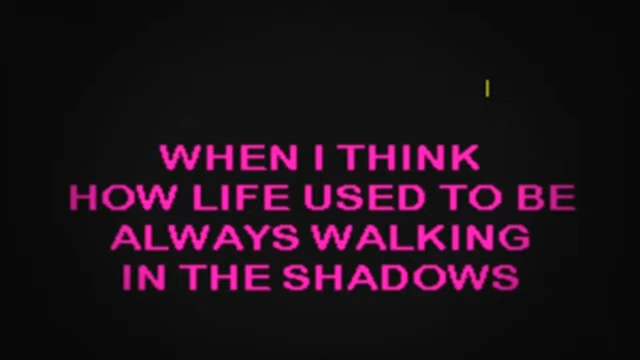 WHEN I THINK
HOW LIFE USED TO BE
ALWAYS WALKING
IN THE SHADOWS